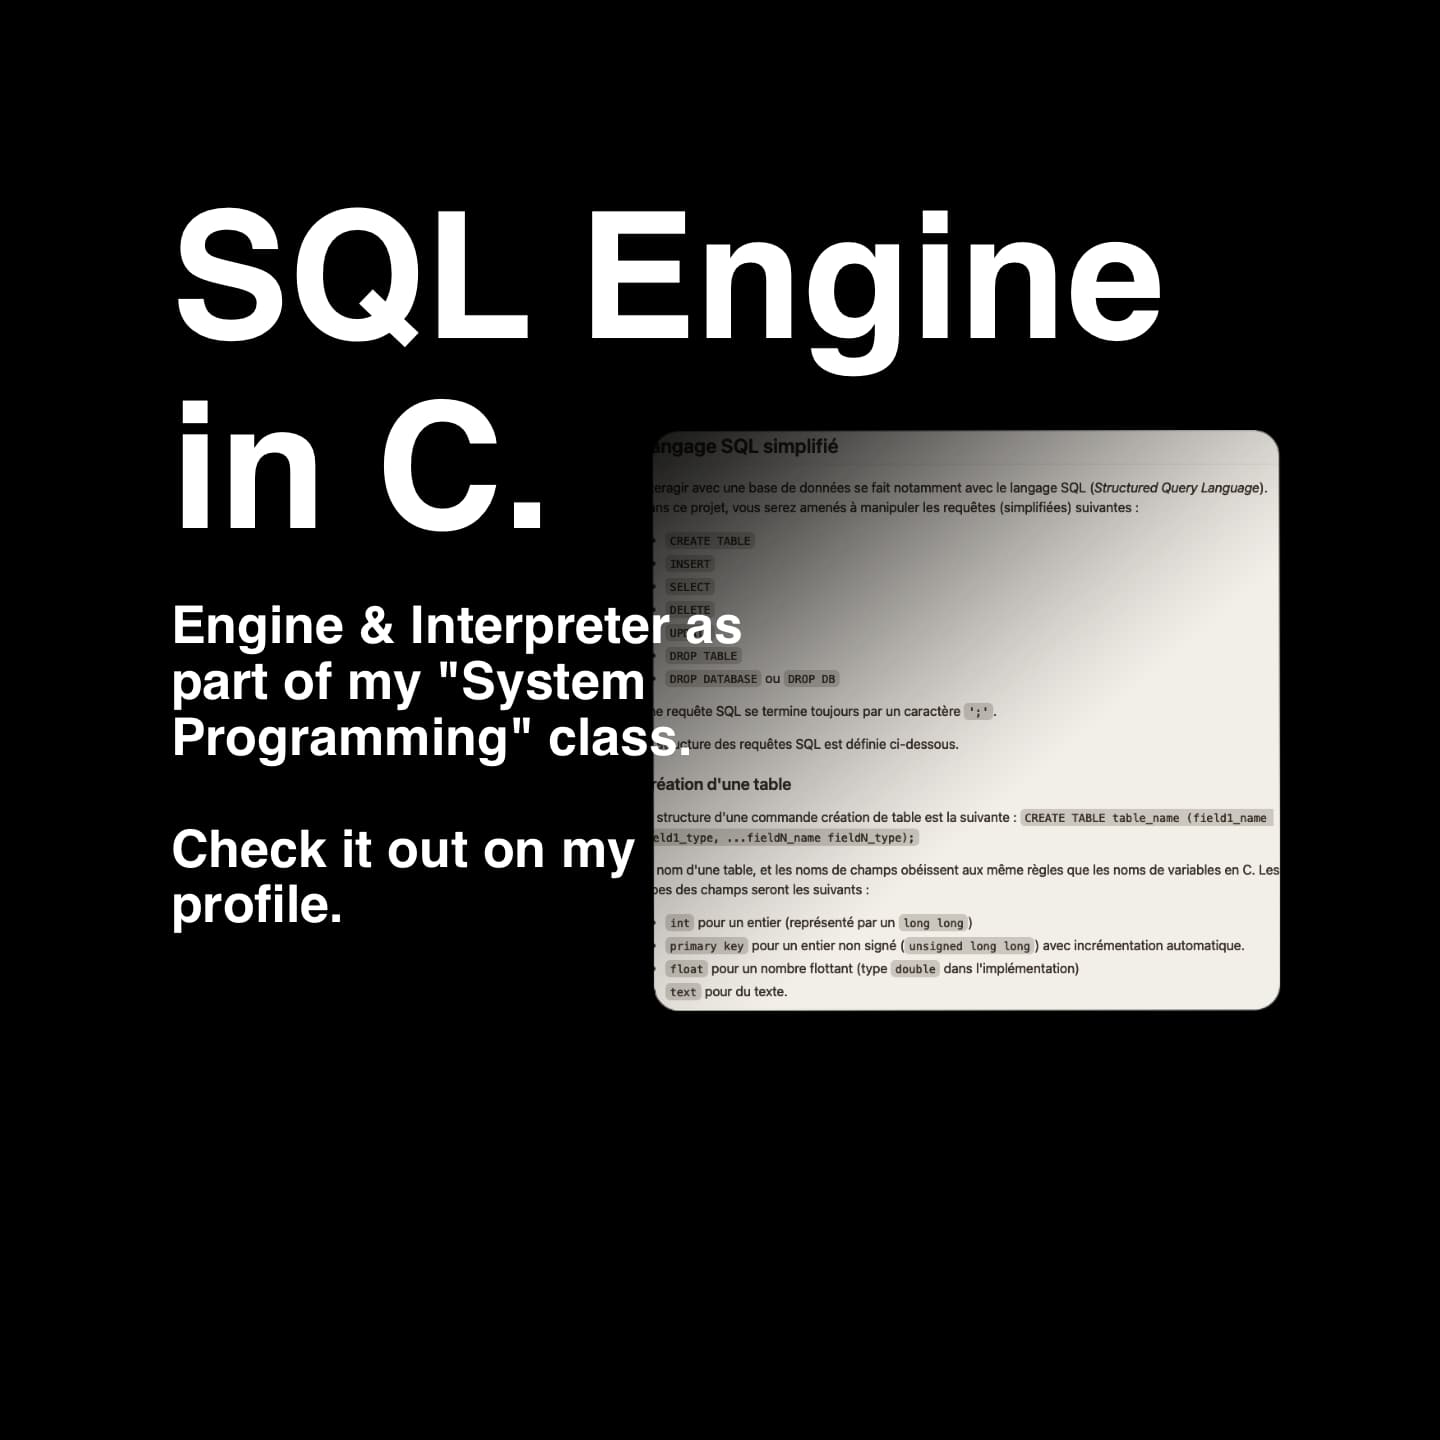 SQL Engine
in C.
Engine & Interpreter as
part of my "System
Programming" class.
Check it out on my
profile.
angage SQL simplifié
eragir avec une base de données se fait notamment avec le langage SQL (Structured Query Language).
ns ce projet, vous serez amenés à manipuler les requêtes (simplifiées) suivantes :
CREATE TABLE
INSERT
SELECT
DELETE
DROP TABLE
DROP DATABASE ou DROP DB
e requête SQL se termine toujours par un caractère ';'.
ucture des requêtes SQL est définie ci-dessous.
réation d'une table
structure d'une commande création de table est la suivante : CREATE TABLE table_name (field1_name
eld1_type, ...fieldN_name fieldN_type);
nom d'une table, et les noms de champs obéissent aux même règles que les noms de variables en C. Les
pes des champs seront les suivants :
int pour un entier (représenté par un long long)
primary key pour un entier non signé (unsigned long long) avec incrémentation automatique.
float pour un nombre flottant (type double dans l'implémentation)
text pour du texte.